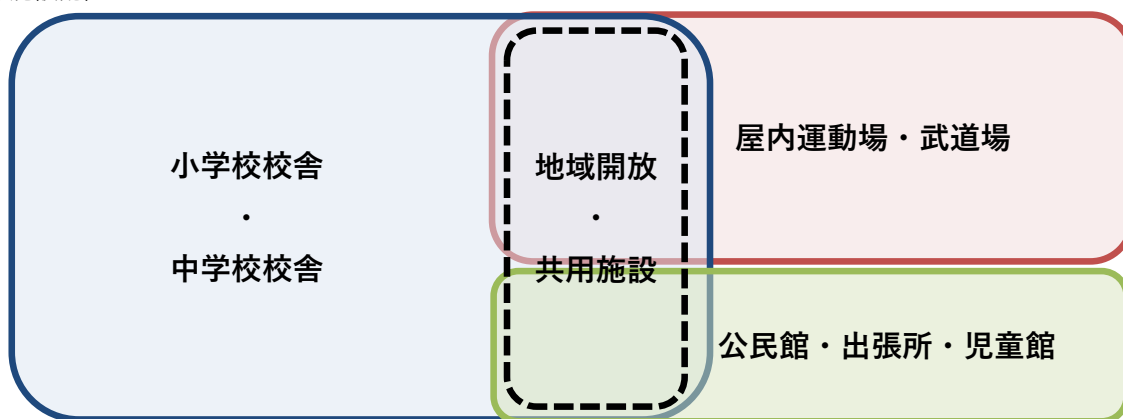 小学校校舎
・
中学校校舎
地域開放
・
共用施設
屋内運動場・武道場
公民館・出張所・児童館